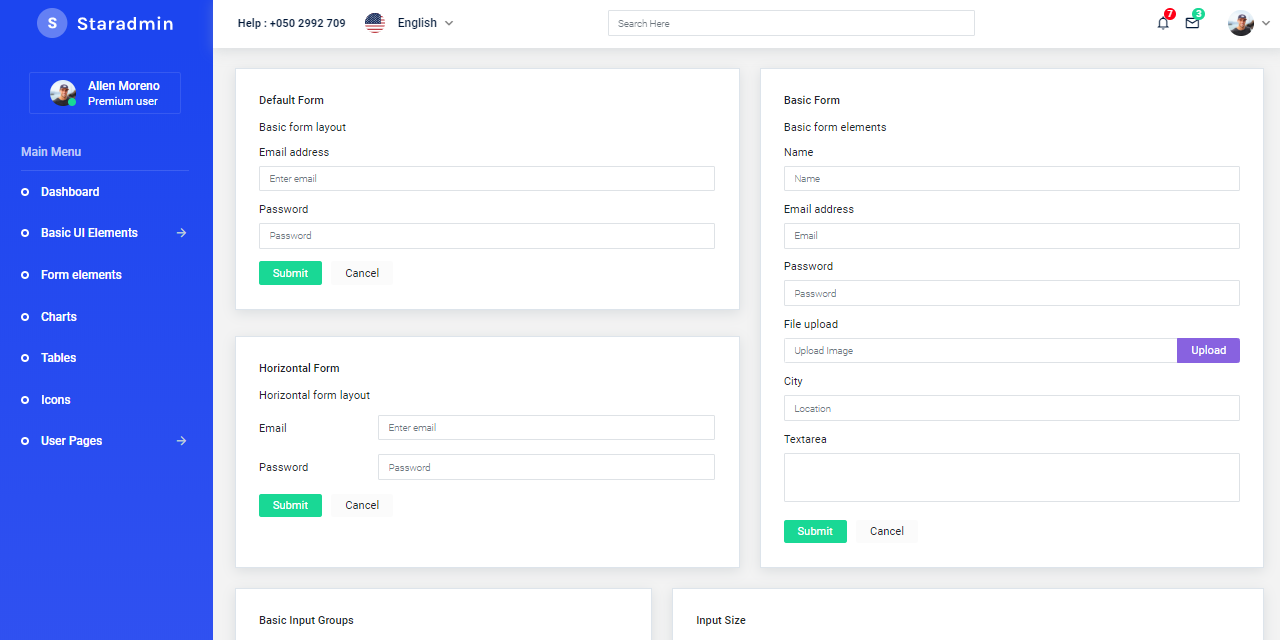 S Staradmin
Help : +050 2992 709
English
Search Here
7
3
Allen Moreno
Premium user
Main Menu
Dashboard
Basic UI Elements
Form elements
Charts
Tables
Icons
User Pages
Default Form
Basic form layout
Email address
Enter email
Password
Password
Submit Cancel
Horizontal Form
Horizontal form layout
Email Enter email
Password Password
Submit Cancel
Basic Form
Basic form elements
Name
Name
Email address
Email
Password
Password
File upload
Upload Image Upload
City
Location
Textarea
Submit Cancel
Basic Input Groups
Input Size